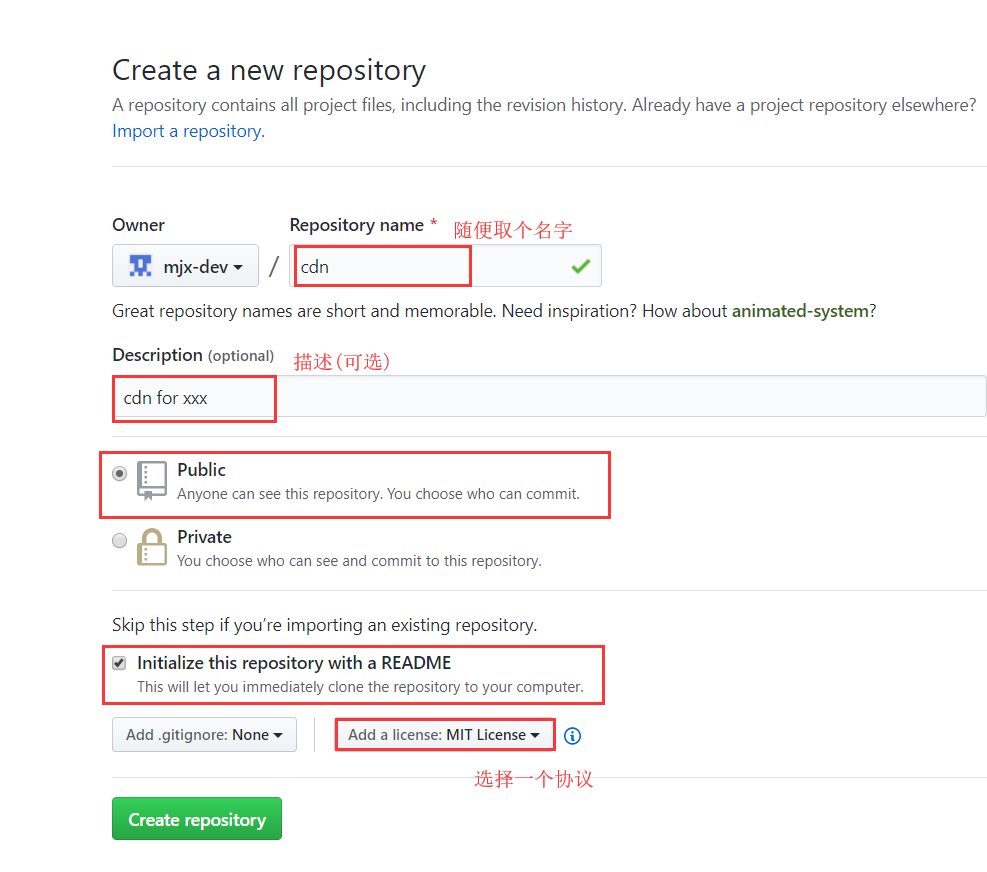 Create a new repository
A repository contains all project files, including the revision history. Already have a project repository elsewhere?
Import a repository.
Owner
Repository name *
随便取个名字
mjx-dev
/
cdn
Great repository names are short and memorable. Need inspiration? How about animated-system?
Description (optional)
描述(可选)
cdn for xxx
Public
Anyone can see this repository. You choose who can commit.
Private
You choose who can see and commit to this repository.
Skip this step if you’re importing an existing repository.
Initialize this repository with a README
This will let you immediately clone the repository to your computer.
Add .gitignore: None
Add a license: MIT License
选择一个协议
Create repository